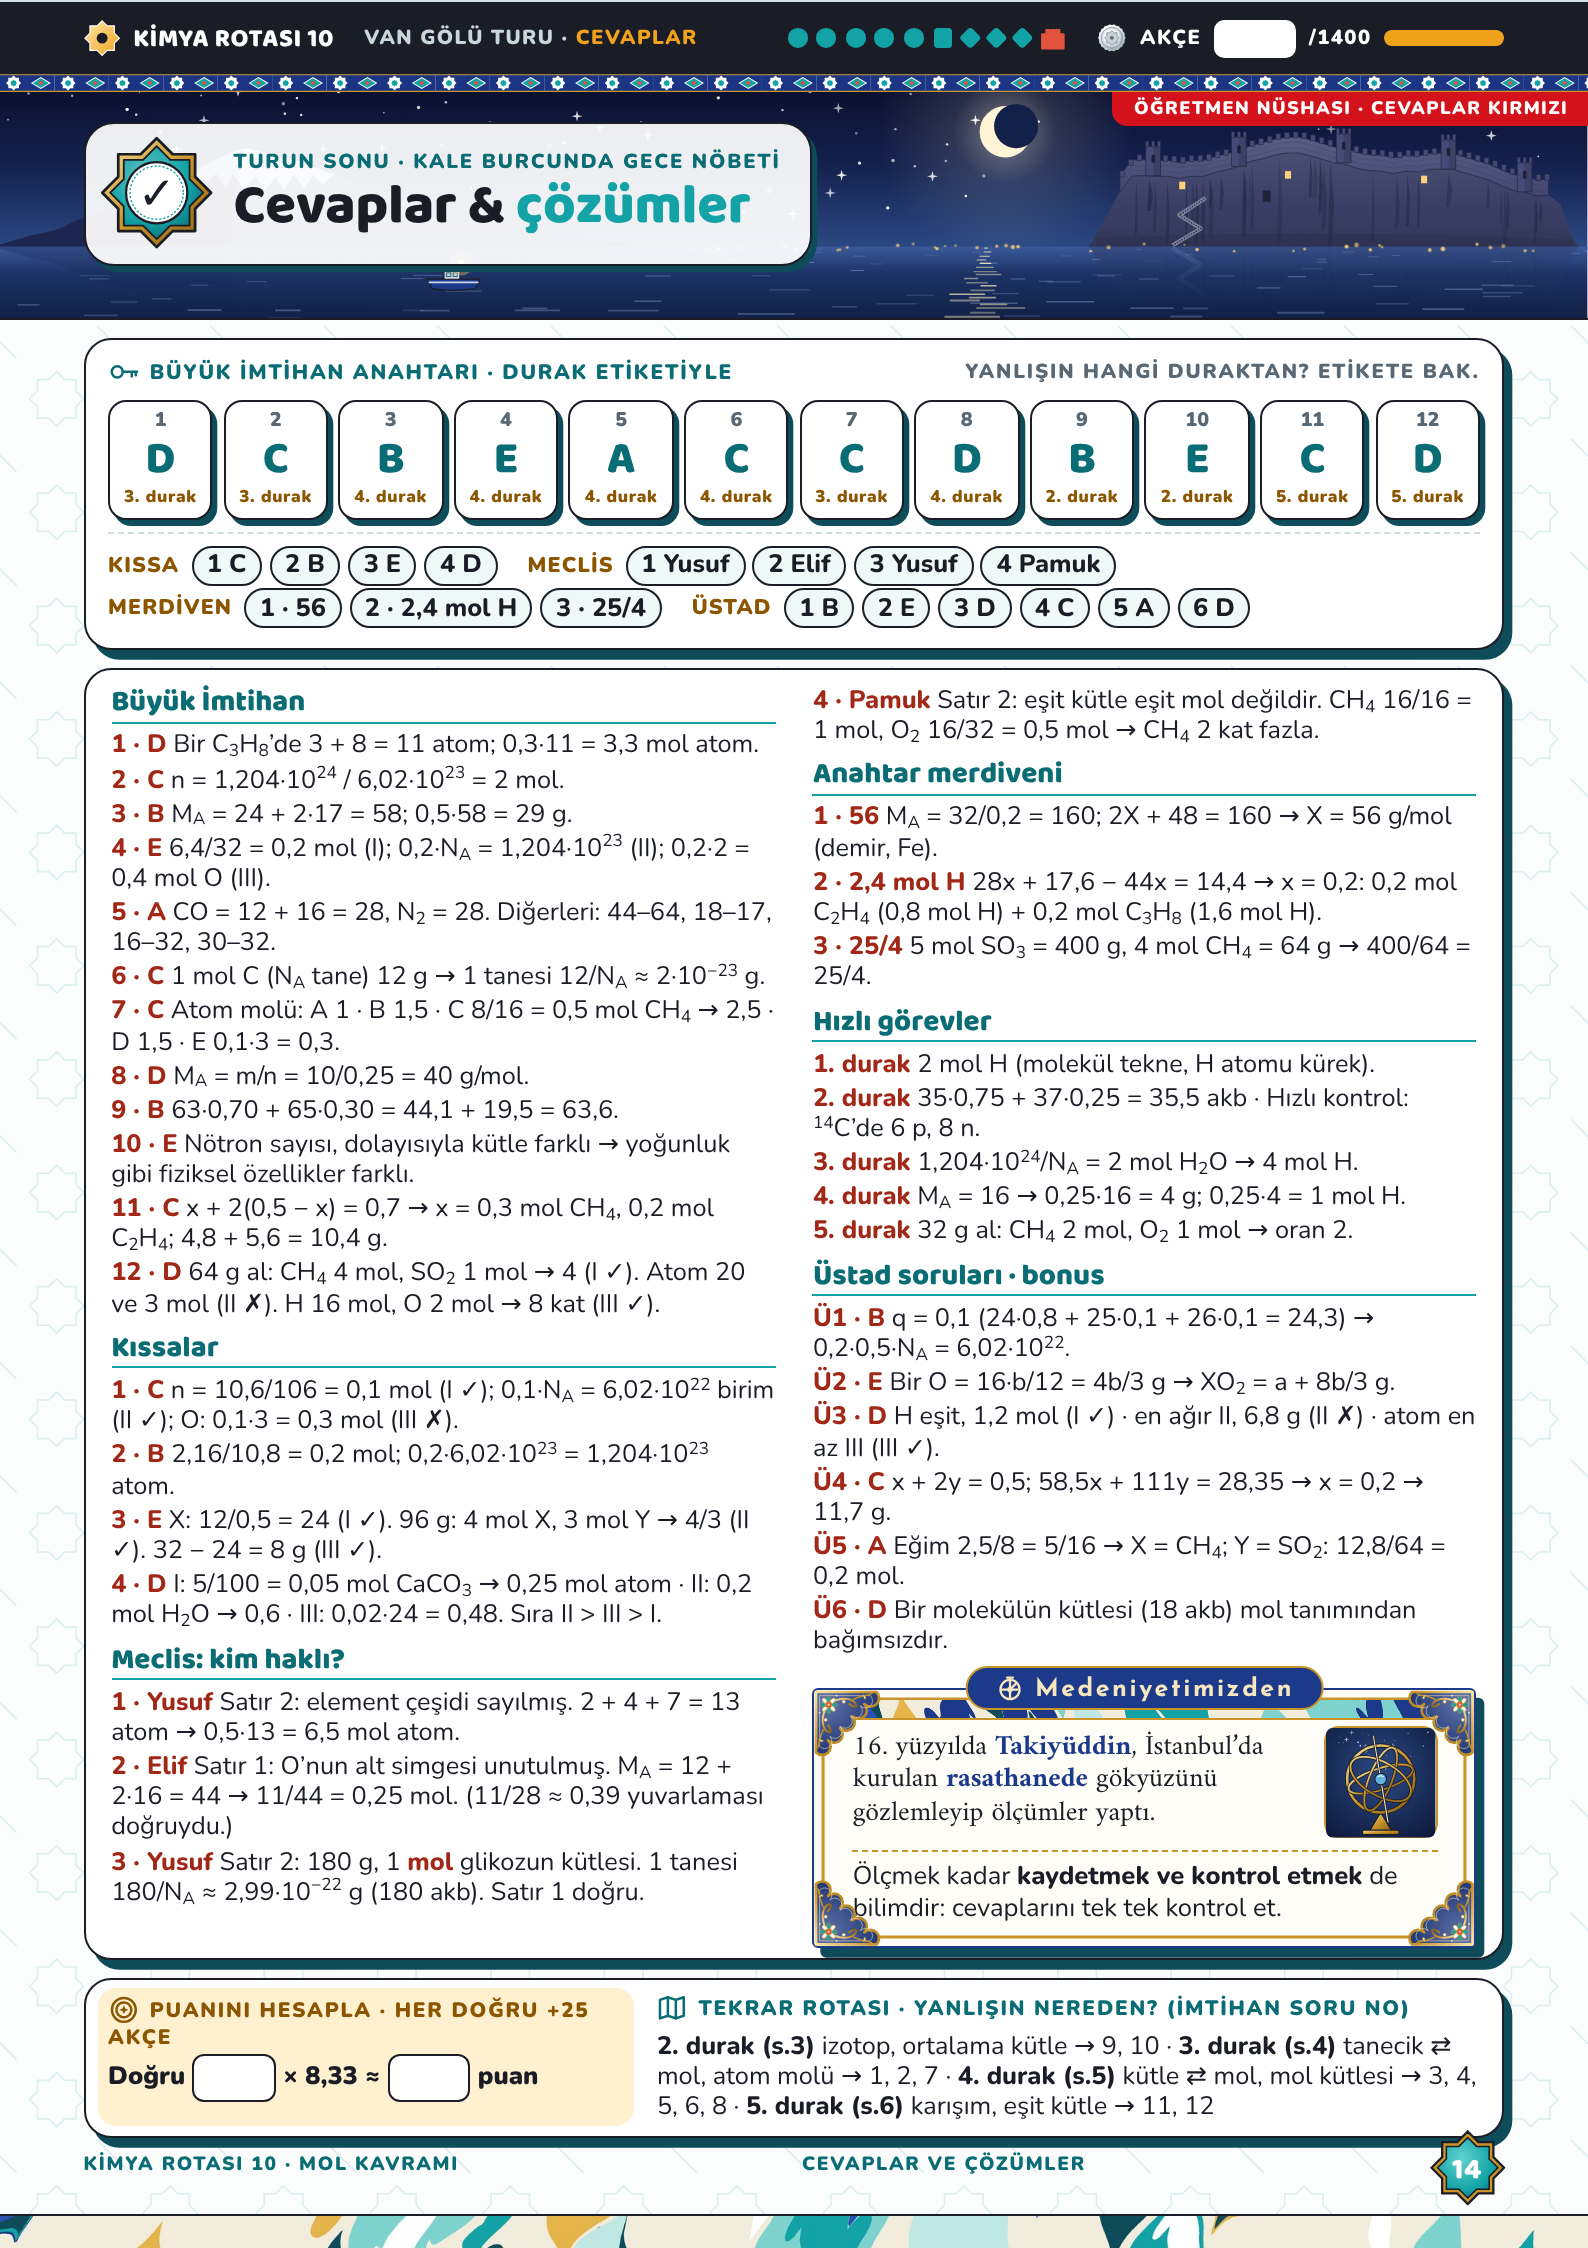 KİMYA ROTASI 10 VAN GÖLÜ TURU · CEVAPLAR AKÇE /1400
ÖĞRETMEN NÜSHASI · CEVAPLAR KIRMIZI
TURUN SONU · KALE BURCUNDA GECE NÖBETİ
Cevaplar & çözümler
BÜYÜK İMTİHAN ANAHTARI · DURAK ETİKETİYLE YANLIŞIN HANGİ DURAKTAN? ETİKETE BAK.
1 2 3 4 5 6 7 8 9 10 11 12
D C B E A C C D B E C D
3. durak 3. durak 4. durak 4. durak 4. durak 4. durak 3. durak 4. durak 2. durak 2. durak 5. durak 5. durak
KISSA 1 C 2 B 3 E 4 D MECLİS 1 Yusuf 2 Elif 3 Yusuf 4 Pamuk
MERDİVEN 1 · 56 2 · 2,4 mol H 3 · 25/4 ÜSTAD 1 B 2 E 3 D 4 C 5 A 6 D
Büyük İmtihan
1 · D Bir C₃H₈’de 3 + 8 = 11 atom; 0,3·11 = 3,3 mol atom.
2 · C n = 1,204·10²⁴ / 6,02·10²³ = 2 mol.
3 · B M_A = 24 + 2·17 = 58; 0,5·58 = 29 g.
4 · E 6,4/32 = 0,2 mol (I); 0,2·N_A = 1,204·10²³ (II); 0,2·2 =
0,4 mol O (III).
5 · A CO = 12 + 16 = 28, N₂ = 28. Diğerleri: 44–64, 18–17,
16–32, 30–32.
6 · C 1 mol C (N_A tane) 12 g → 1 tanesi 12/N_A ≈ 2·10⁻²³ g.
7 · C Atom molü: A 1 · B 1,5 · C 8/16 = 0,5 mol CH₄ → 2,5 ·
D 1,5 · E 0,1·3 = 0,3.
8 · D M_A = m/n = 10/0,25 = 40 g/mol.
9 · B 63·0,70 + 65·0,30 = 44,1 + 19,5 = 63,6.
10 · E Nötron sayısı, dolayısıyla kütle farklı → yoğunluk
gibi fiziksel özellikler farklı.
11 · C x + 2(0,5 − x) = 0,7 → x = 0,3 mol CH₄, 0,2 mol
C₂H₄; 4,8 + 5,6 = 10,4 g.
12 · D 64 g al: CH₄ 4 mol, SO₂ 1 mol → 4 (I ✓). Atom 20
ve 3 mol (II ✗). H 16 mol, O 2 mol → 8 kat (III ✓).
Kıssalar
1 · C n = 10,6/106 = 0,1 mol (I ✓); 0,1·N_A = 6,02·10²² birim
(II ✓); O: 0,1·3 = 0,3 mol (III ✗).
2 · B 2,16/10,8 = 0,2 mol; 0,2·6,02·10²³ = 1,204·10²³
atom.
3 · E X: 12/0,5 = 24 (I ✓). 96 g: 4 mol X, 3 mol Y → 4/3 (II
✓). 32 − 24 = 8 g (III ✓).
4 · D I: 5/100 = 0,05 mol CaCO₃ → 0,25 mol atom · II: 0,2
mol H₂O → 0,6 · III: 0,02·24 = 0,48. Sıra II > III > I.
Meclis: kim haklı?
1 · Yusuf Satır 2: element çeşidi sayılmış. 2 + 4 + 7 = 13
atom → 0,5·13 = 6,5 mol atom.
2 · Elif Satır 1: O’nun alt simgesi unutulmuş. M_A = 12 +
2·16 = 44 → 11/44 = 0,25 mol. (11/28 ≈ 0,39 yuvarlaması
doğruydu.)
3 · Yusuf Satır 2: 180 g, 1 mol glikozun kütlesi. 1 tanesi
180/N_A ≈ 2,99·10⁻²² g (180 akb). Satır 1 doğru.
4 · Pamuk Satır 2: eşit kütle eşit mol değildir. CH₄ 16/16 =
1 mol, O₂ 16/32 = 0,5 mol → CH₄ 2 kat fazla.
Anahtar merdiveni
1 · 56 M_A = 32/0,2 = 160; 2X + 48 = 160 → X = 56 g/mol
(demir, Fe).
2 · 2,4 mol H 28x + 17,6 − 44x = 14,4 → x = 0,2: 0,2 mol
C₂H₄ (0,8 mol H) + 0,2 mol C₃H₈ (1,6 mol H).
3 · 25/4 5 mol SO₃ = 400 g, 4 mol CH₄ = 64 g → 400/64 =
25/4.
Hızlı görevler
1. durak 2 mol H (molekül tekne, H atomu kürek).
2. durak 35·0,75 + 37·0,25 = 35,5 akb · Hızlı kontrol:
¹⁴C’de 6 p, 8 n.
3. durak 1,204·10²⁴/N_A = 2 mol H₂O → 4 mol H.
4. durak M_A = 16 → 0,25·16 = 4 g; 0,25·4 = 1 mol H.
5. durak 32 g al: CH₄ 2 mol, O₂ 1 mol → oran 2.
Üstad soruları · bonus
Ü1 · B q = 0,1 (24·0,8 + 25·0,1 + 26·0,1 = 24,3) →
0,2·0,5·N_A = 6,02·10²².
Ü2 · E Bir O = 16·b/12 = 4b/3 g → XO₂ = a + 8b/3 g.
Ü3 · D H eşit, 1,2 mol (I ✓) · en ağır II, 6,8 g (II ✗) · atom en
az III (III ✓).
Ü4 · C x + 2y = 0,5; 58,5x + 111y = 28,35 → x = 0,2 →
11,7 g.
Ü5 · A Eğim 2,5/8 = 5/16 → X = CH₄; Y = SO₂: 12,8/64 =
0,2 mol.
Ü6 · D Bir molekülün kütlesi (18 akb) mol tanımından
bağımsızdır.
Medeniyetimizden
16. yüzyılda Takiyüddin, İstanbul’da
kurulan rasathanede gökyüzünü
gözlemleyip ölçümler yaptı.
Ölçmek kadar kaydetmek ve kontrol etmek de
bilimdir: cevaplarını tek tek kontrol et.
PUANINI HESAPLA · HER DOĞRU +25
AKÇE
Doğru × 8,33 ≈ puan
TEKRAR ROTASI · YANLIŞIN NEREDEN? (İMTİHAN SORU NO)
2. durak (s.3) izotop, ortalama kütle → 9, 10 · 3. durak (s.4) tanecik ⇄
mol, atom molü → 1, 2, 7 · 4. durak (s.5) kütle ⇄ mol, mol kütlesi → 3, 4,
5, 6, 8 · 5. durak (s.6) karışım, eşit kütle → 11, 12
KİMYA ROTASI 10 · MOL KAVRAMI CEVAPLAR VE ÇÖZÜMLER 14